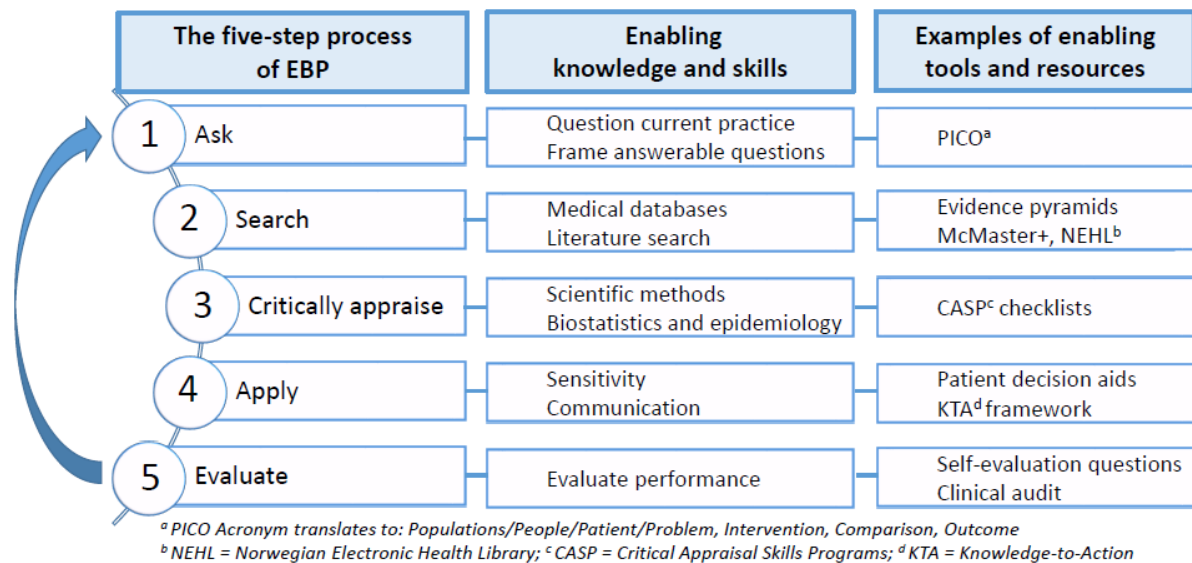 The five-step process
of EBP
Enabling
knowledge and skills
Examples of enabling
tools and resources
1
Ask
Question current practice
Frame answerable questions
PICOᵃ
2
Search
Medical databases
Literature search
Evidence pyramids
McMaster+, NEHLᵇ
3
Critically appraise
Scientific methods
Biostatistics and epidemiology
CASPᶜ checklists
4
Apply
Sensitivity
Communication
Patient decision aids
KTAᵈ framework
5
Evaluate
Evaluate performance
Self-evaluation questions
Clinical audit
ᵃ PICO Acronym translates to: Populations/People/Patient/Problem, Intervention, Comparison, Outcome
ᵇ NEHL = Norwegian Electronic Health Library; ᶜ CASP = Critical Appraisal Skills Programs; ᵈ KTA = Knowledge-to-Action